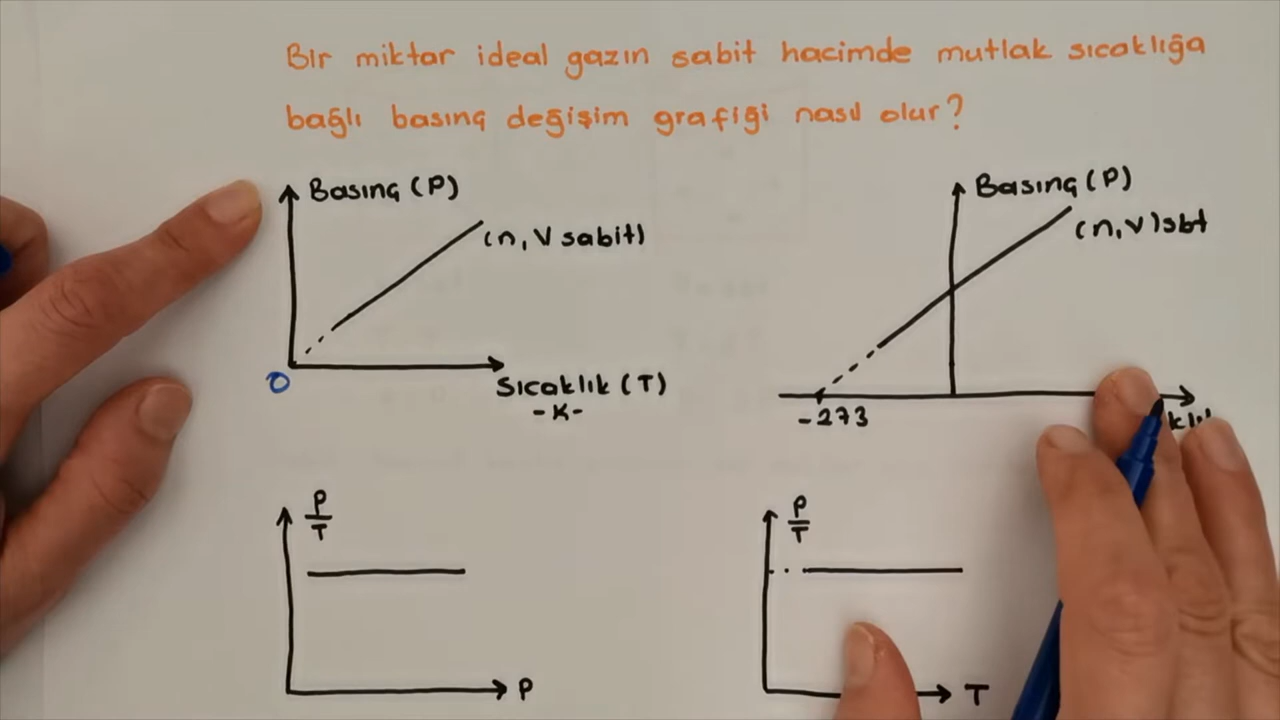 Bir miktar ideal gazın sabit hacimde mutlak sıcaklığa
bağlı basınç değişim grafiği nasıl olur?
Basınç (P)
(n, V sabit)
0
Sıcaklık (T)
-K-
Basınç (P)
(n, V) sbt
-273
P/T
P
P/T
T